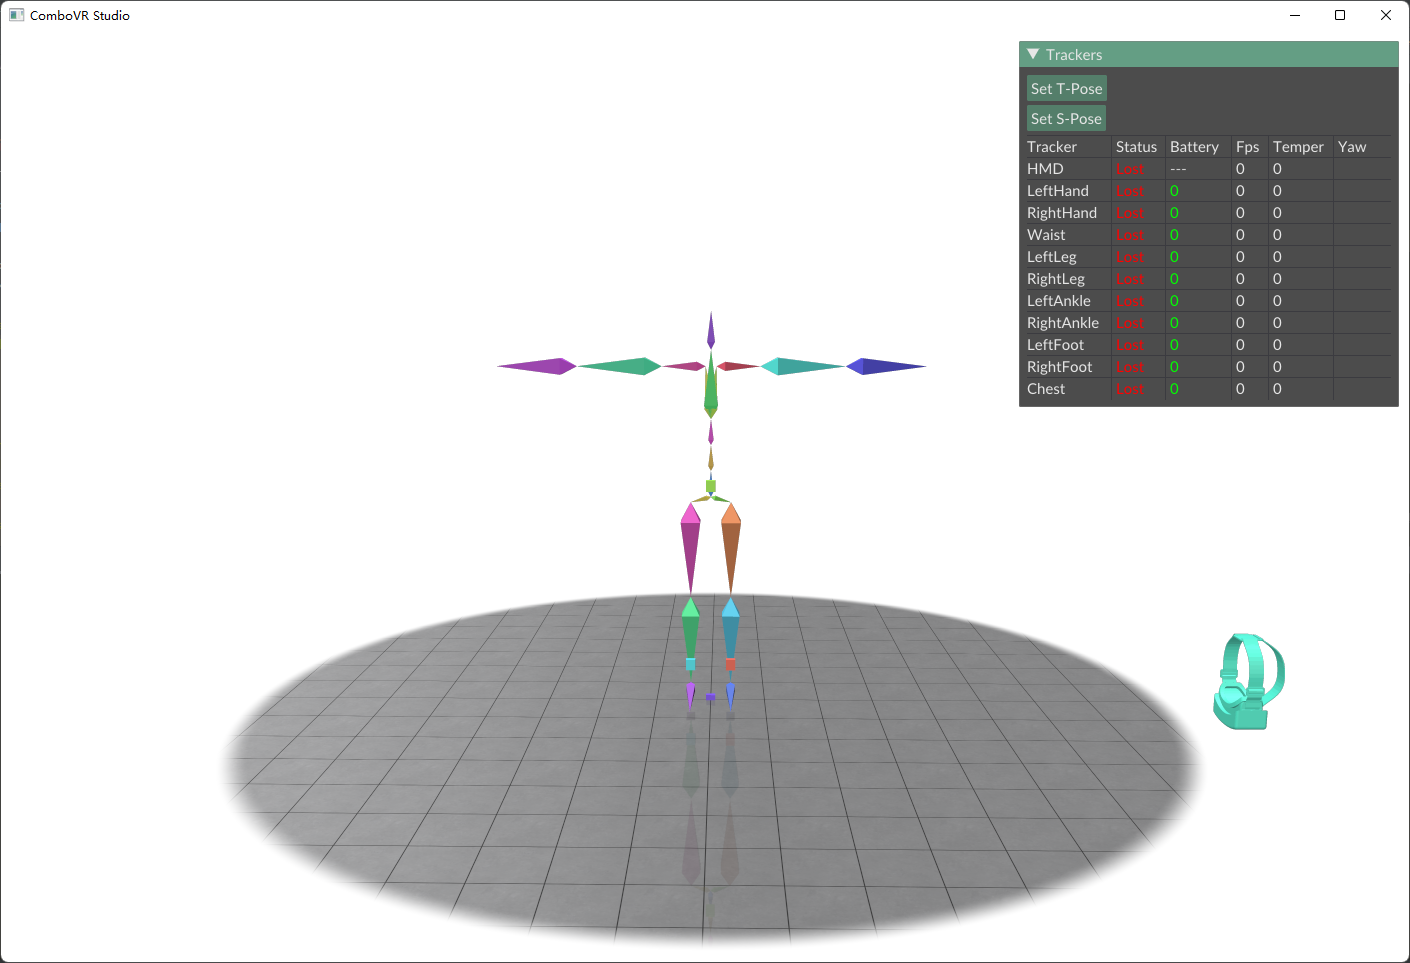 ComboVR Studio
Trackers
Set T-Pose
Set S-Pose
Tracker Status Battery Fps Temper Yaw
HMD Lost --- 0 0
LeftHand Lost 0 0 0
RightHand Lost 0 0 0
Waist Lost 0 0 0
LeftLeg Lost 0 0 0
RightLeg Lost 0 0 0
LeftAnkle Lost 0 0 0
RightAnkle Lost 0 0 0
LeftFoot Lost 0 0 0
RightFoot Lost 0 0 0
Chest Lost 0 0 0